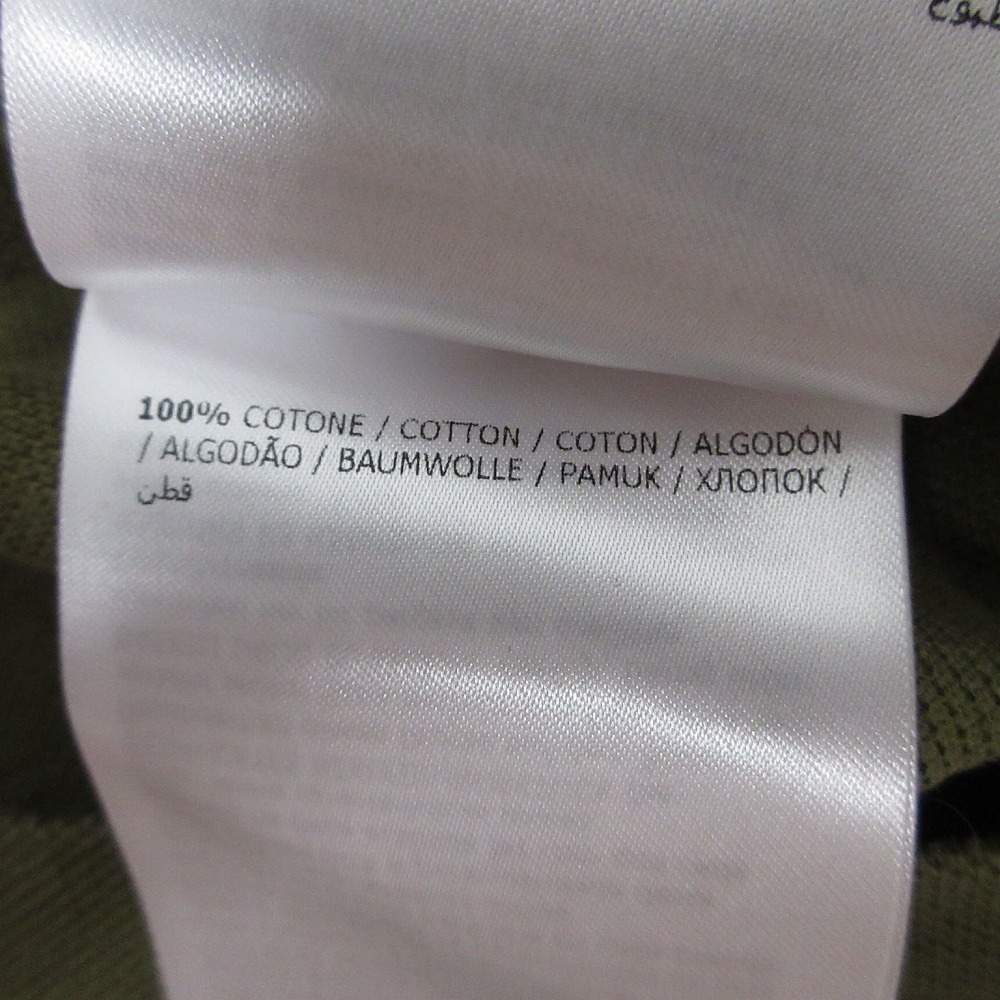 100% COTONE / COTTON / COTON / ALGODÓN
/ ALGODÃO / BAUMWOLLE / PAMUK / ХЛОПОК /
قطن